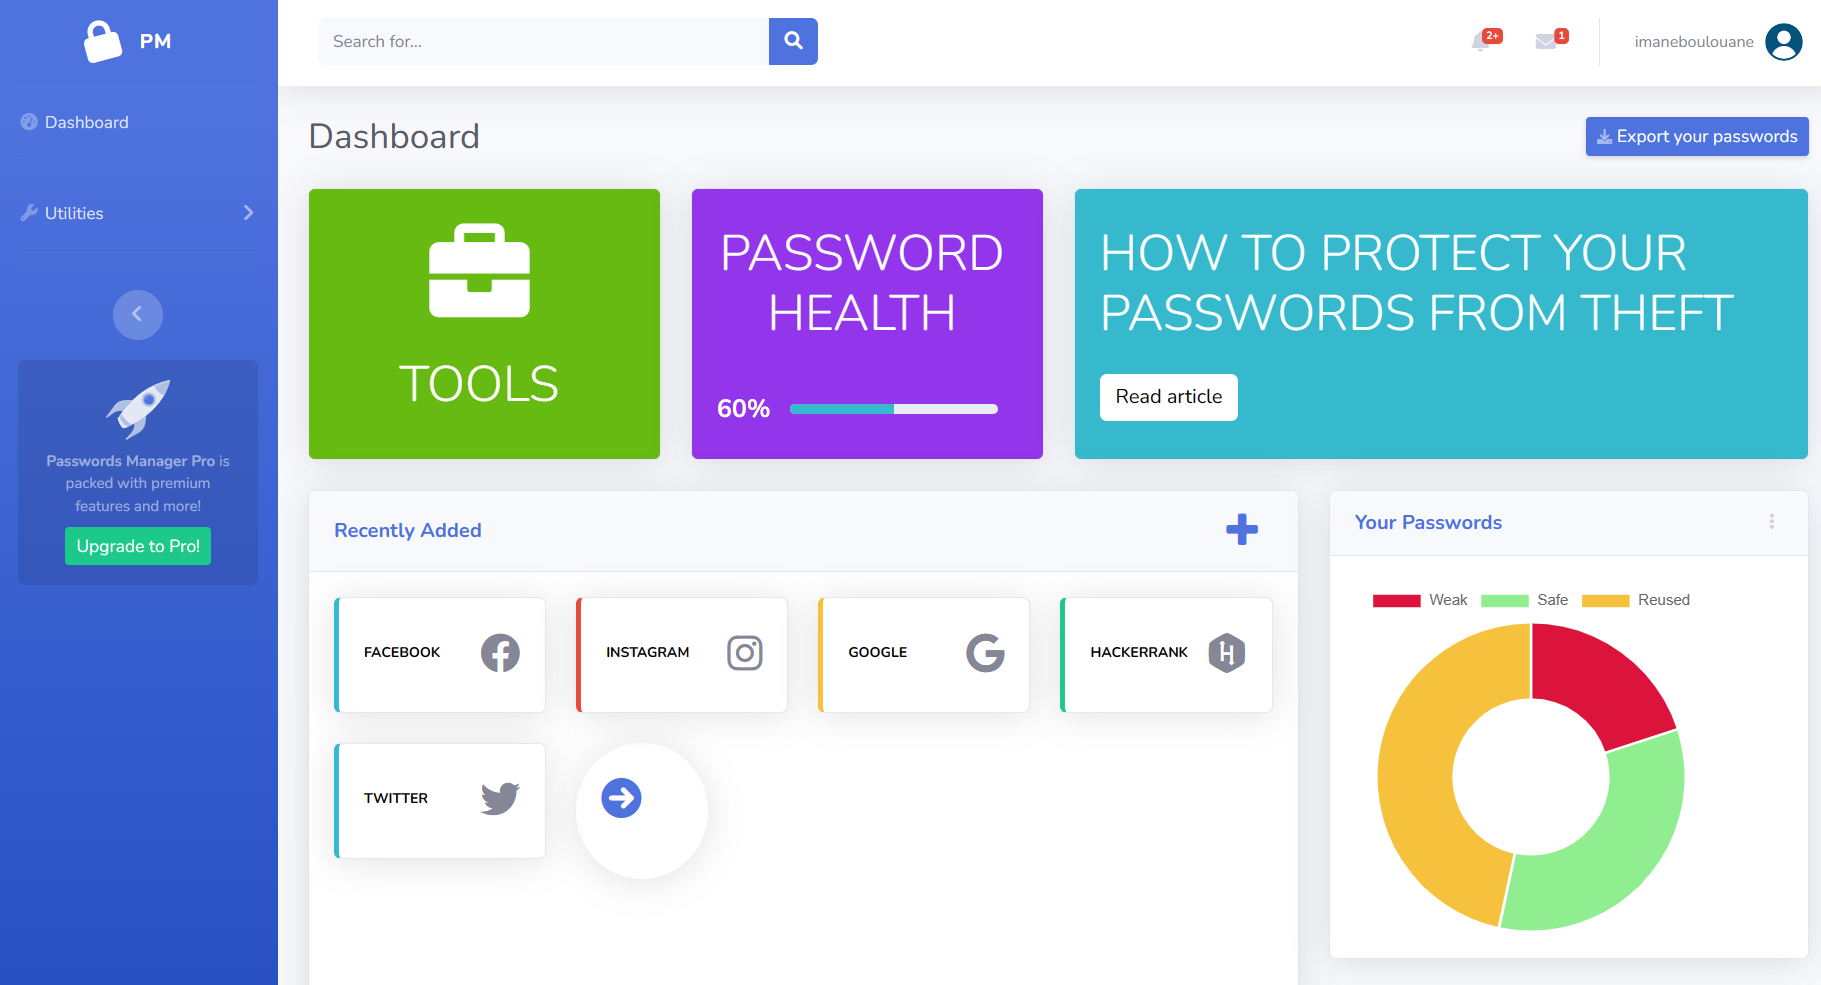 PM
Search for...
2+
1
imaneboulouane
Dashboard
Utilities
Passwords Manager Pro is
packed with premium
features and more!
Upgrade to Pro!
Dashboard
Export your passwords
TOOLS
PASSWORD
HEALTH
60%
HOW TO PROTECT YOUR
PASSWORDS FROM THEFT
Read article
Recently Added
FACEBOOK
INSTAGRAM
GOOGLE
HACKERRANK
TWITTER
Your Passwords
Weak
Safe
Reused